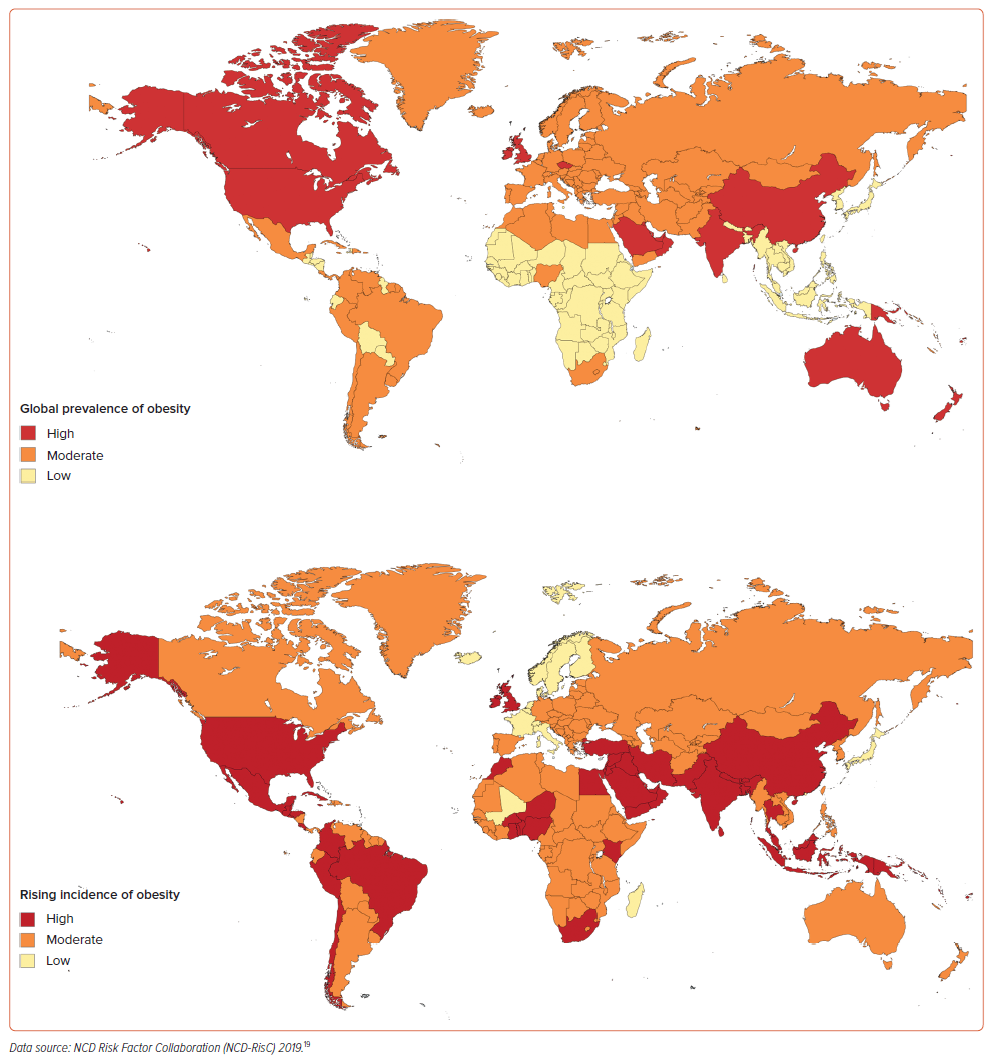 Global prevalence of obesity
High
Moderate
Low
Rising incidence of obesity
High
Moderate
Low
Data source: NCD Risk Factor Collaboration (NCD-RisC) 2019.19